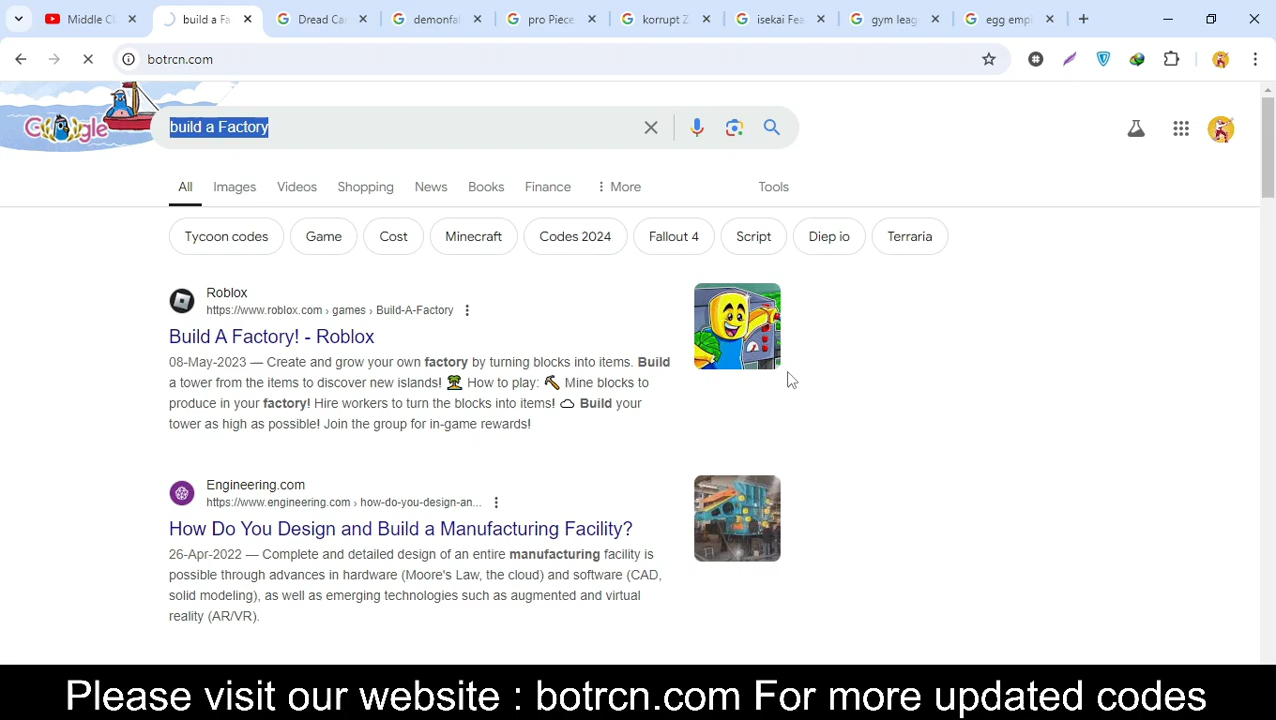 Middle Cl
build a Fa
Dread Ca
demonfal
pro Piece
korrupt Z
isekai Fea
gym leag
egg empi
botrcn.com
Google
build a Factory
All
Images
Videos
Shopping
News
Books
Finance
More
Tools
Tycoon codes
Game
Cost
Minecraft
Codes 2024
Fallout 4
Script
Diep io
Terraria
Roblox
https://www.roblox.com › games › Build-A-Factory
Build A Factory! - Roblox
08-May-2023 — Create and grow your own factory by turning blocks into items. Build
a tower from the items to discover new islands! 🏝 How to play: ⛏ Mine blocks to
produce in your factory! Hire workers to turn the blocks into items! ☁ Build your
tower as high as possible! Join the group for in-game rewards!
Engineering.com
https://www.engineering.com › how-do-you-design-an...
How Do You Design and Build a Manufacturing Facility?
26-Apr-2022 — Complete and detailed design of an entire manufacturing facility is
possible through advances in hardware (Moore's Law, the cloud) and software (CAD,
solid modeling), as well as emerging technologies such as augmented and virtual
reality (AR/VR).
Please visit our website : botrcn.com For more updated codes